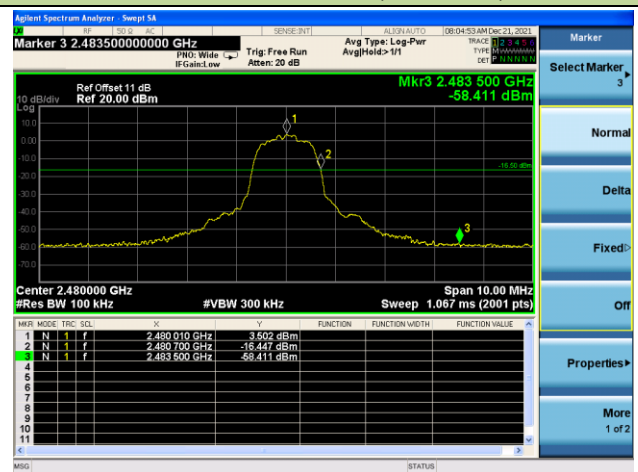 Agilent Spectrum Analyzer - Swept SA
RF 50 Ω AC SENSE:INT ALIGNAUTO 08:04:53 AM Dec 21, 2021
Marker 3 2.483500000000 GHz
PNO: Wide
IFGain:Low
Trig: Free Run
Atten: 20 dB
Avg Type: Log-Pwr
Avg|Hold:>1/1
TRACE 1 2 3 4 5 6
TYPE M
DET P N N N N N
Ref Offset 11 dB
10 dB/div Ref 20.00 dBm
Log
Mkr3 2.483 500 GHz
-58.411 dBm
10.0
0.00
-10.0
-20.0
-30.0
-40.0
-50.0
-60.0
-70.0
1
2
3
-16.50 dBm
Center 2.480000 GHz Span 10.00 MHz
#Res BW 100 kHz #VBW 300 kHz Sweep 1.067 ms (2001 pts)
MKR MODE TRC SCL X Y FUNCTION FUNCTION WIDTH FUNCTION VALUE
1 N 1 f 2.480 010 GHz 3.502 dBm
2 N 1 f 2.480 700 GHz -16.447 dBm
3 N 1 f 2.483 500 GHz -58.411 dBm
4
5
6
7
8
9
10
11
MSG STATUS
Marker
Select Marker
3
Normal
Delta
Fixed
Off
Properties
More
1 of 2